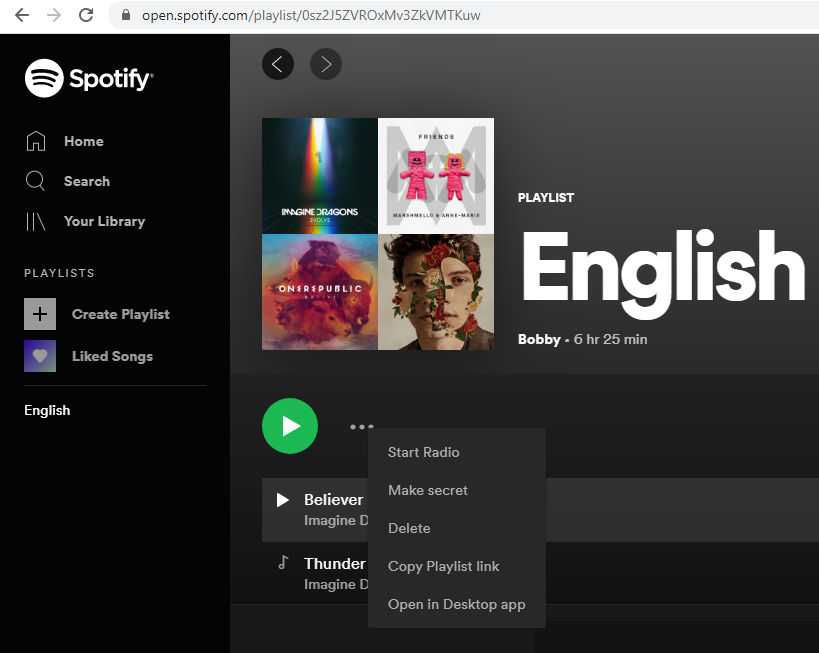 open.spotify.com/playlist/0sz2J5ZVROxMv3ZkVMTKuw
Spotify
Home
Search
Your Library
PLAYLISTS
Create Playlist
Liked Songs
English
IMAGINE DRAGONS
EVOLVE
FRIENDS
MARSHMELLO & ANNE-MARIE
ONEREPUBLIC
NATIVE
PLAYLIST
English
Bobby • 6 hr 25 min
Believer
Imagine D
Thunder
Imagine D
Start Radio
Make secret
Delete
Copy Playlist link
Open in Desktop app